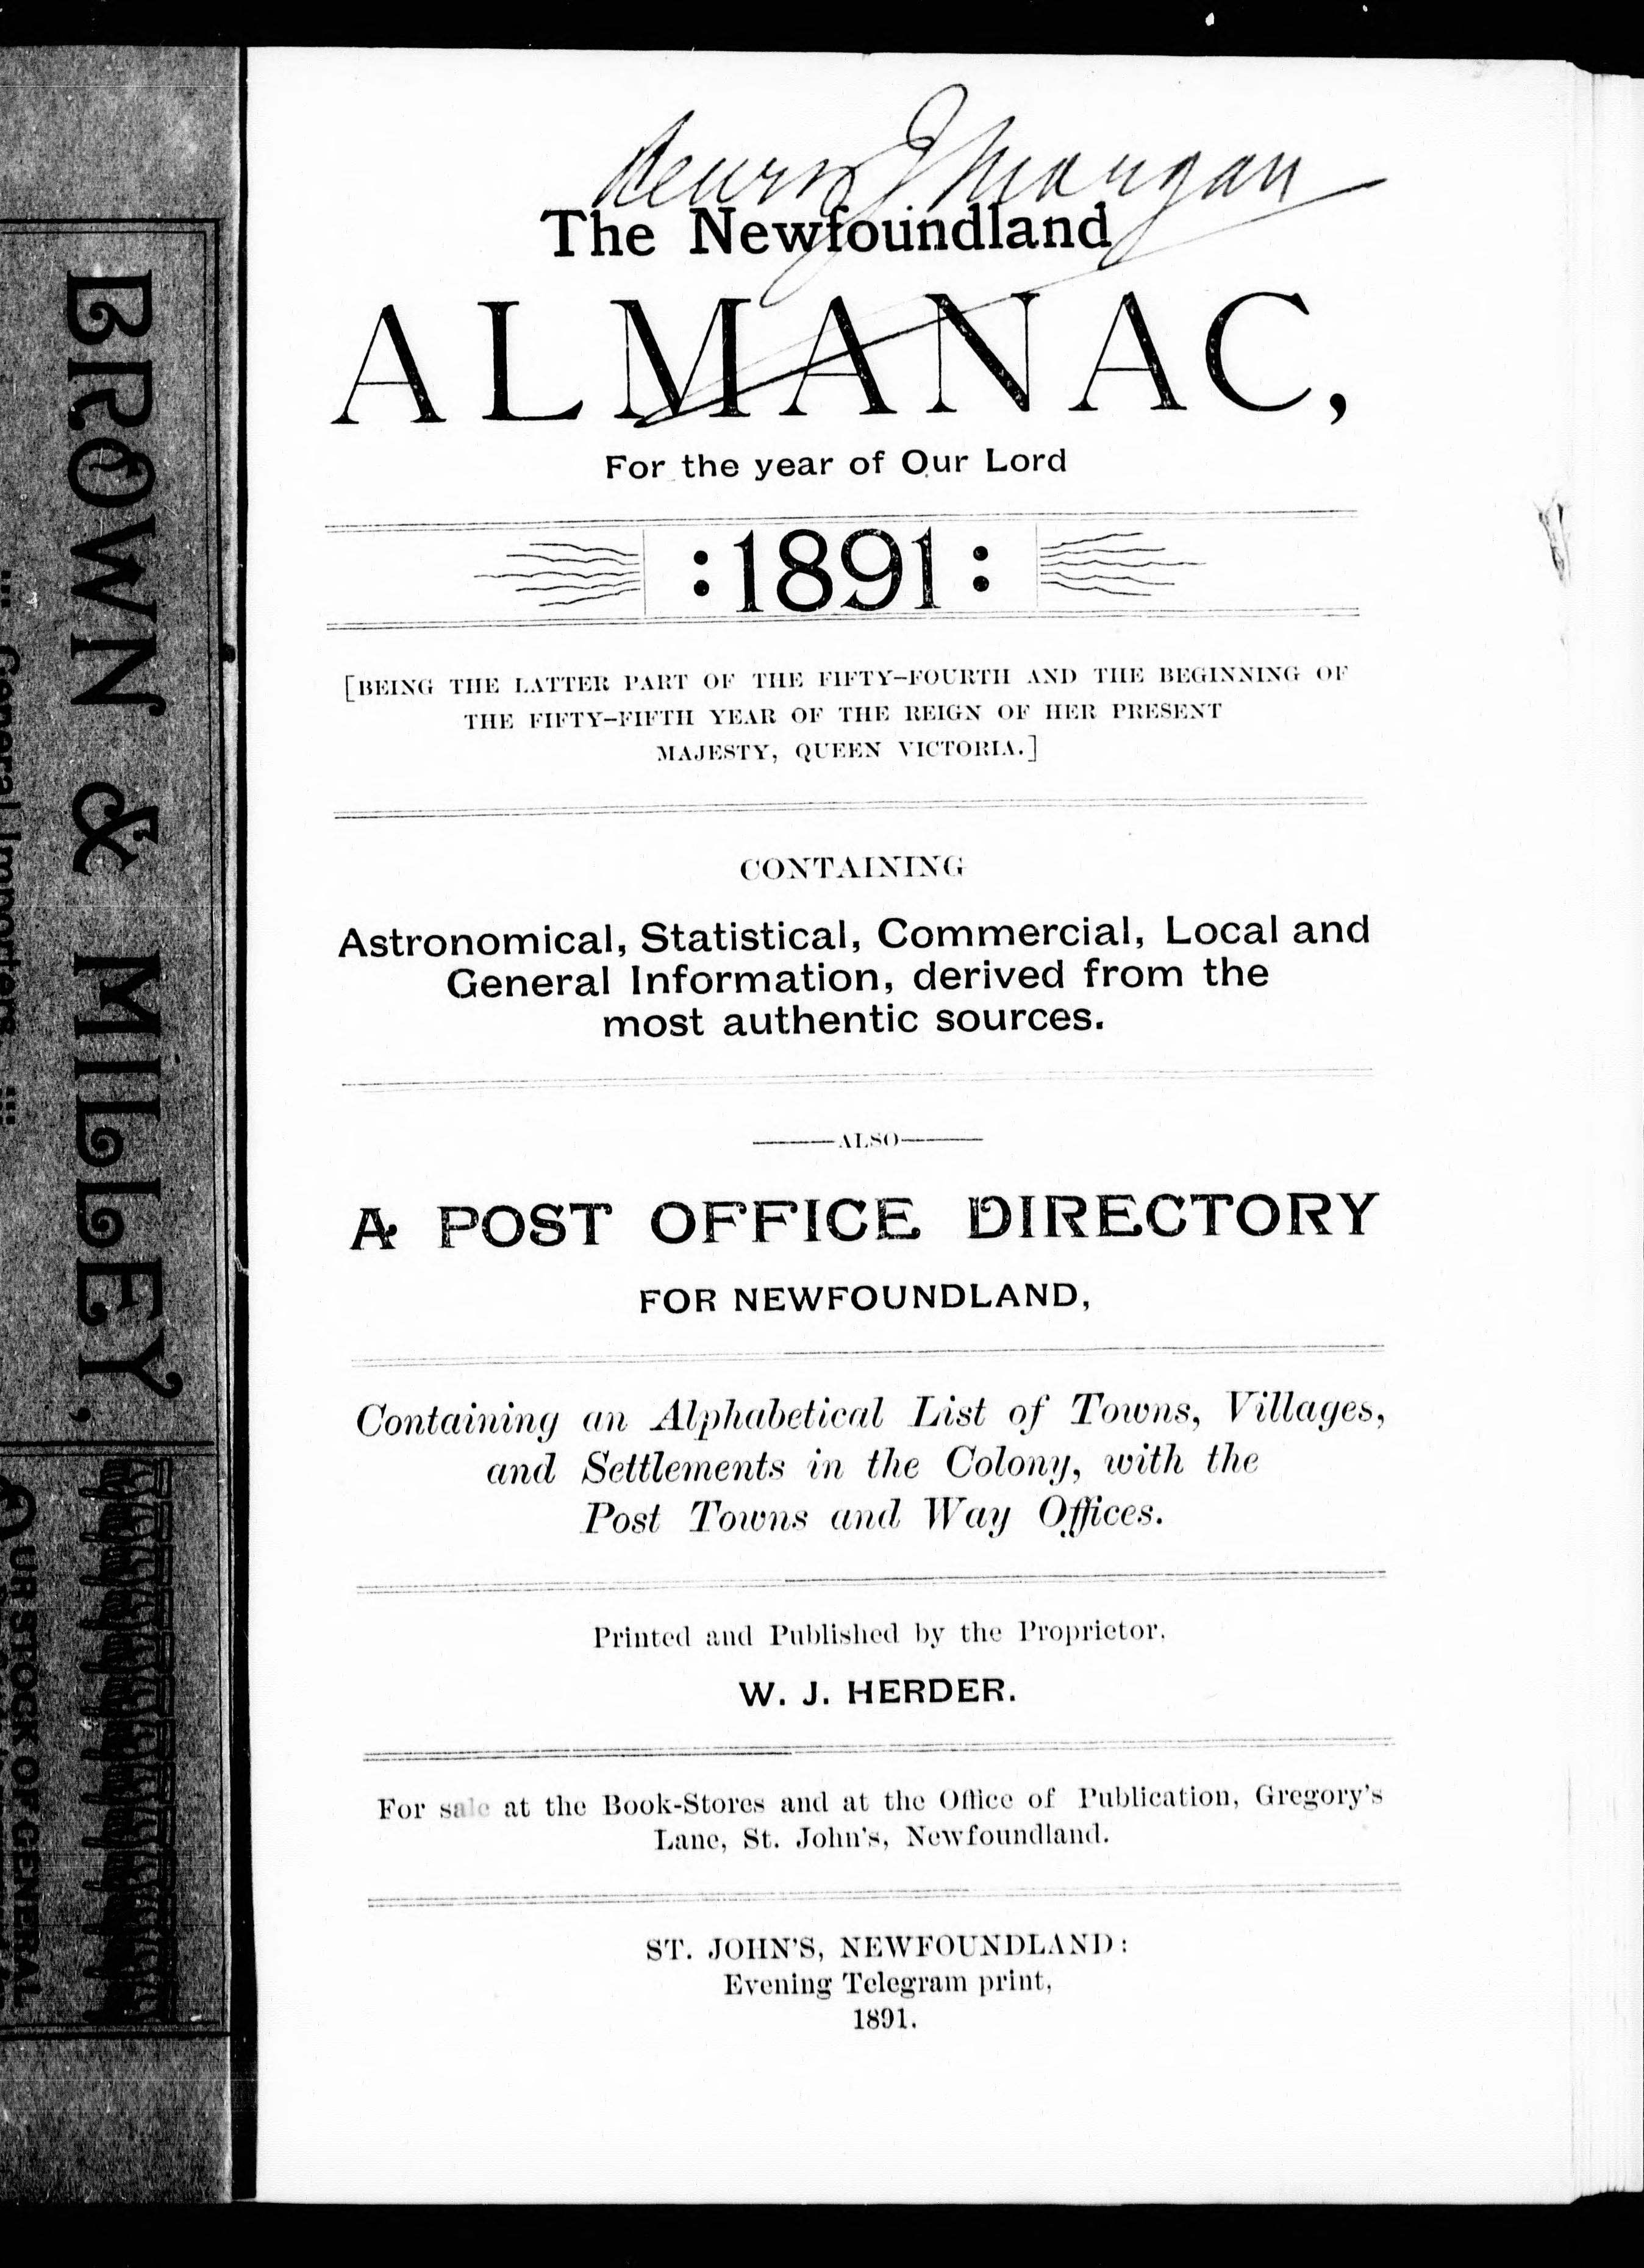 BROWN & MILLEY,
General Importers
OUR STOCK OF GENERAL
Henry J Morgan
The Newfoundland
ALMANAC,
For the year of Our Lord
:1891:
[BEING THE LATTER PART OF THE FIFTY-FOURTH AND THE BEGINNING OF
THE FIFTY-FIFTH YEAR OF THE REIGN OF HER PRESENT
MAJESTY, QUEEN VICTORIA.]
CONTAINING
Astronomical, Statistical, Commercial, Local and
General Information, derived from the
most authentic sources.
ALSO
A POST OFFICE DIRECTORY
FOR NEWFOUNDLAND,
Containing an Alphabetical List of Towns, Villages,
and Settlements in the Colony, with the
Post Towns and Way Offices.
Printed and Published by the Proprietor.
W. J. HERDER.
For sale at the Book-Stores and at the Office of Publication, Gregory's
Lane, St. John's, Newfoundland.
ST. JOHN'S, NEWFOUNDLAND:
Evening Telegram print,
1891.